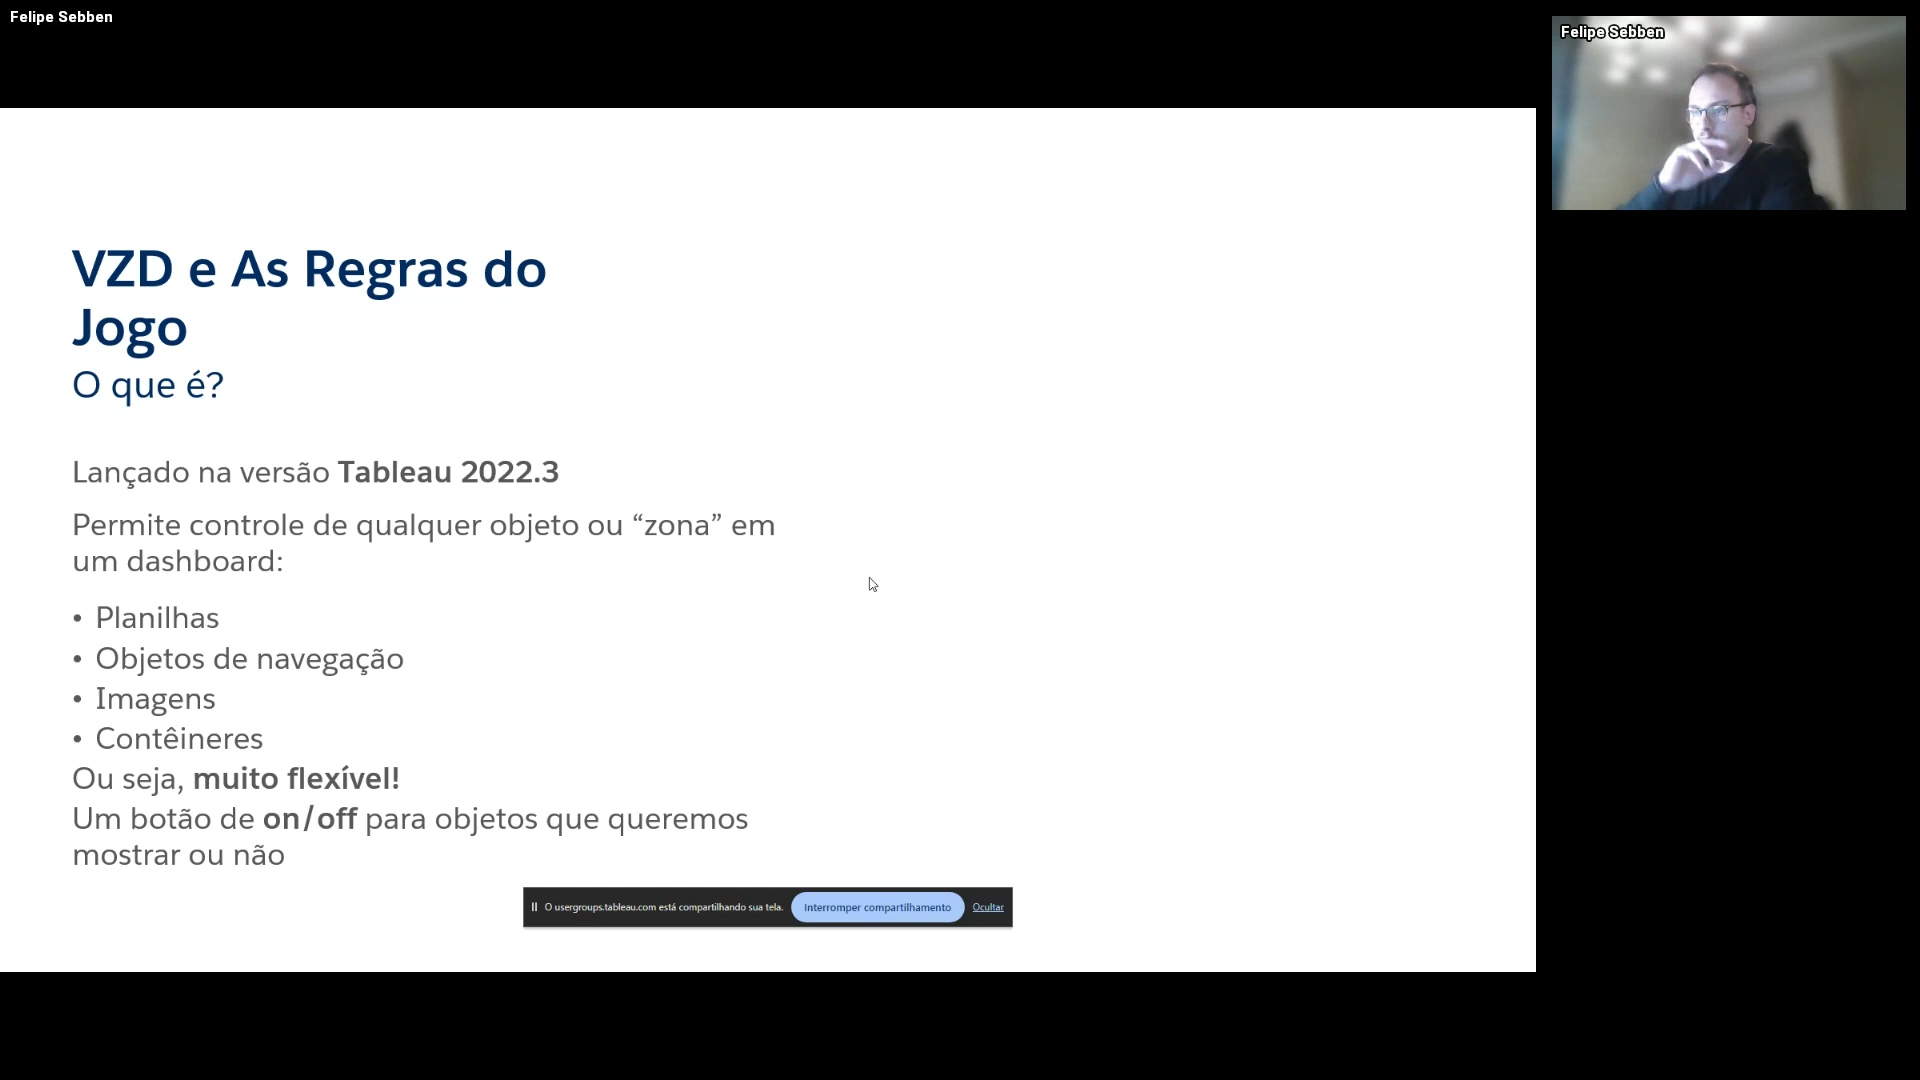 Felipe Sebben
Felipe Sebben
VZD e As Regras do
Jogo
O que é?
Lançado na versão Tableau 2022.3
Permite controle de qualquer objeto ou “zona” em
um dashboard:
• Planilhas
• Objetos de navegação
• Imagens
• Contêineres
Ou seja, muito flexível!
Um botão de on/off para objetos que queremos
mostrar ou não
O usergroups.tableau.com está compartilhando sua tela. Interromper compartilhamento Ocultar